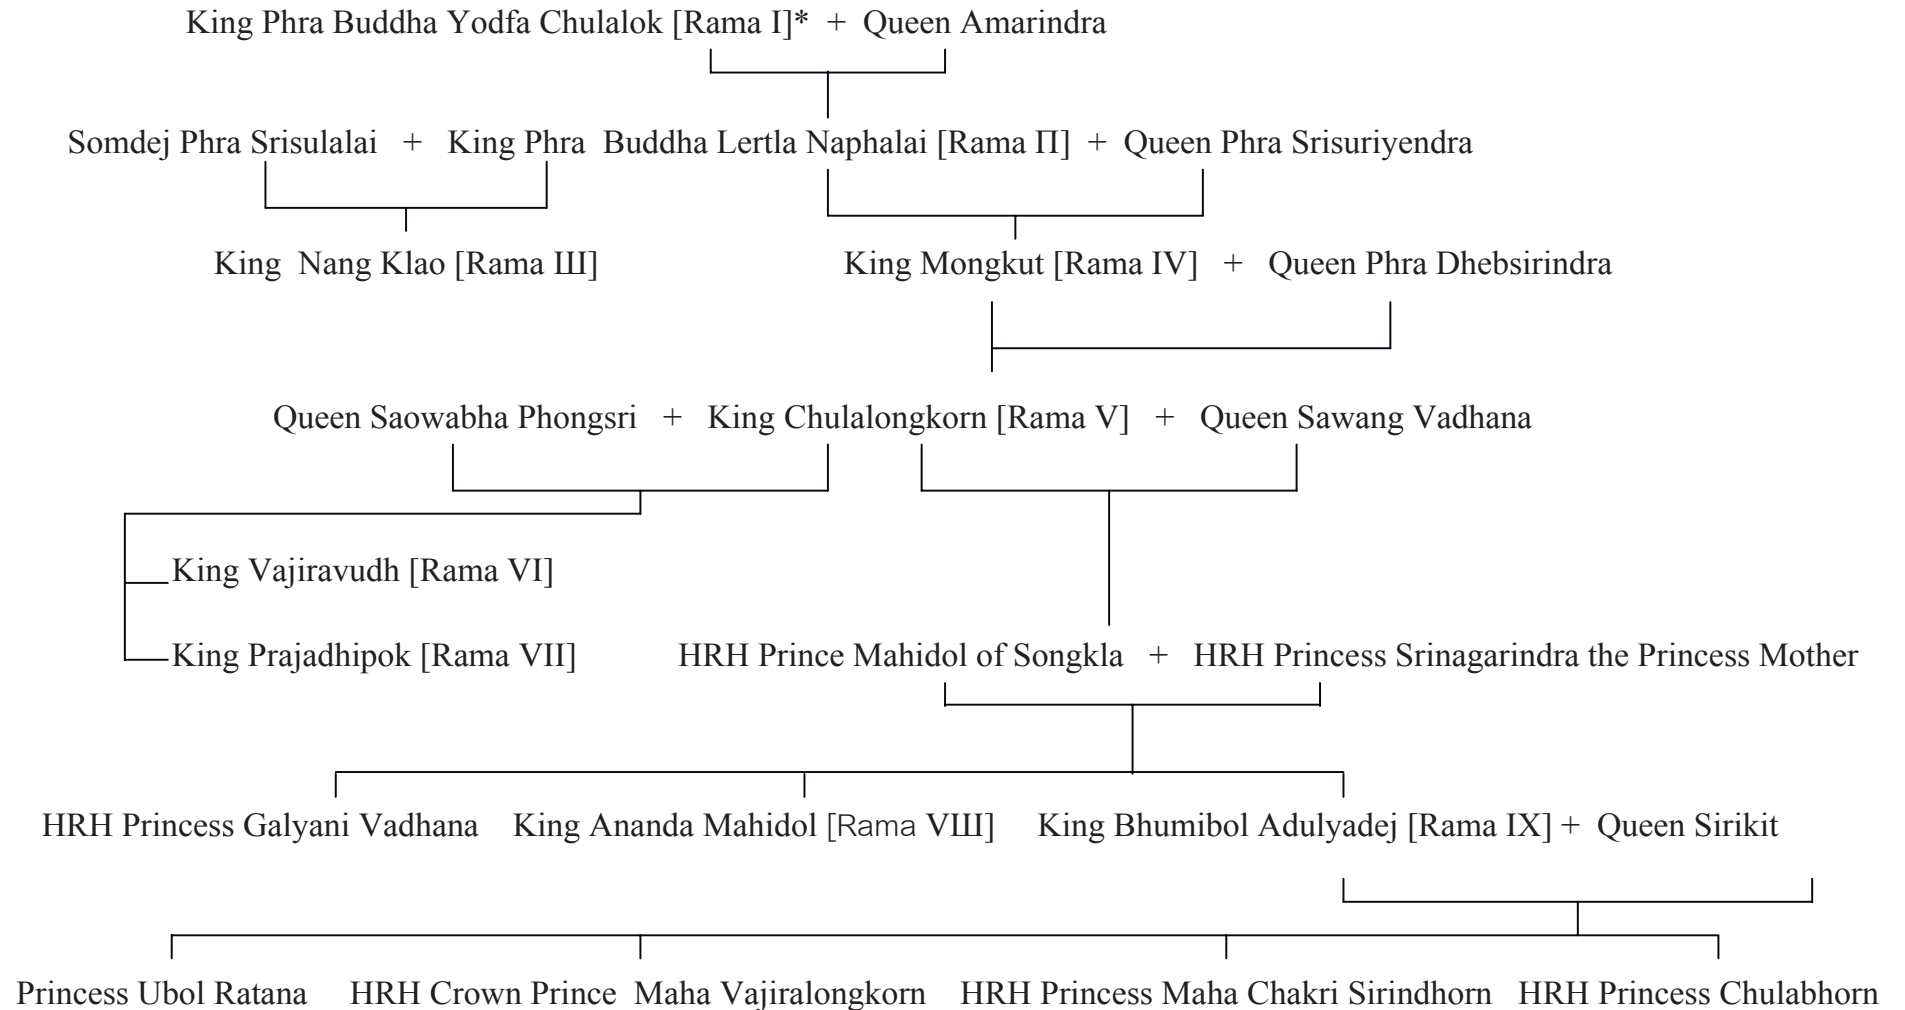 King Phra Buddha Yodfa Chulalok [Rama I]* + Queen Amarindra
Somdej Phra Srisulalai + King Phra Buddha Lertla Naphalai [Rama П] + Queen Phra Srisuriyendra
King Nang Klao [Rama Ш] King Mongkut [Rama IV] + Queen Phra Dhebsirindra
Queen Saowabha Phongsri + King Chulalongkorn [Rama V] + Queen Sawang Vadhana
King Vajiravudh [Rama VI]
King Prajadhipok [Rama VII] HRH Prince Mahidol of Songkla + HRH Princess Srinagarindra the Princess Mother
HRH Princess Galyani Vadhana King Ananda Mahidol [Rama VШ] King Bhumibol Adulyadej [Rama IX] + Queen Sirikit
Princess Ubol Ratana HRH Crown Prince Maha Vajiralongkorn HRH Princess Maha Chakri Sirindhorn HRH Princess Chulabhorn